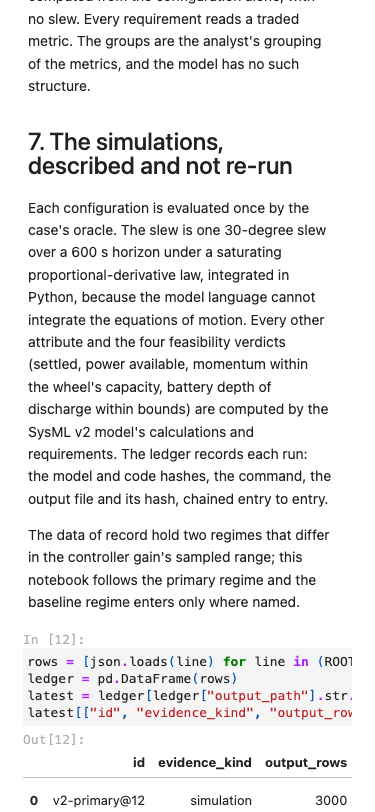 no slew. Every requirement reads a traded
metric. The groups are the analyst's grouping
of the metrics, and the model has no such
structure.
7. The simulations,
described and not re-run
Each configuration is evaluated once by the
case's oracle. The slew is one 30-degree slew
over a 600 s horizon under a saturating
proportional-derivative law, integrated in
Python, because the model language cannot
integrate the equations of motion. Every other
attribute and the four feasibility verdicts
(settled, power available, momentum within
the wheel's capacity, battery depth of
discharge within bounds) are computed by the
SysML v2 model's calculations and
requirements. The ledger records each run:
the model and code hashes, the command, the
output file and its hash, chained entry to entry.
The data of record hold two regimes that differ
in the controller gain's sampled range; this
notebook follows the primary regime and the
baseline regime enters only where named.
In [12]:
rows = [json.loads(line) for line in (ROOT
ledger = pd.DataFrame(rows)
latest = ledger[ledger["output_path"].str.
latest[["id", "evidence_kind", "output_row
Out[12]:
id evidence_kind output_rows
0 v2-primary@12 simulation 3000